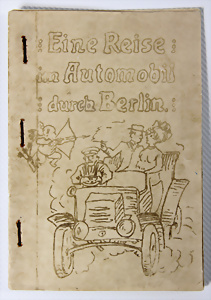 Eine Reise
im Automobil
durch Berlin.